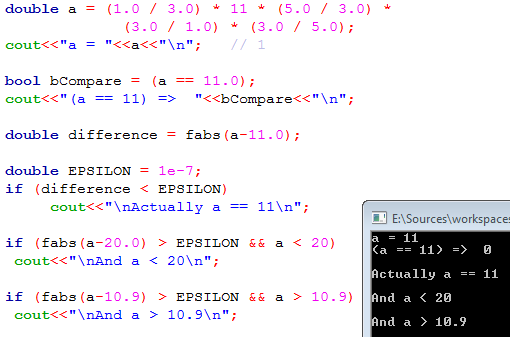 double a = (1.0 / 3.0) * 11 * (5.0 / 3.0) *
(3.0 / 1.0) * (3.0 / 5.0);
cout<<"a = "<<a<<"\n";    // 1
bool bCompare = (a == 11.0);
cout<<"(a == 11) =>  "<<bCompare<<"\n";
double difference = fabs(a-11.0);
double EPSILON = 1e-7;
if (difference < EPSILON)
cout<<"\nActually a == 11\n";
if (fabs(a-20.0) > EPSILON && a < 20)
cout<<"\nAnd a < 20\n";
if (fabs(a-10.9) > EPSILON && a > 10.9)
cout<<"\nAnd a > 10.9\n";
E:\Sources\workspaces
a = 11
(a == 11) =>  0
Actually a == 11
And a < 20
And a > 10.9